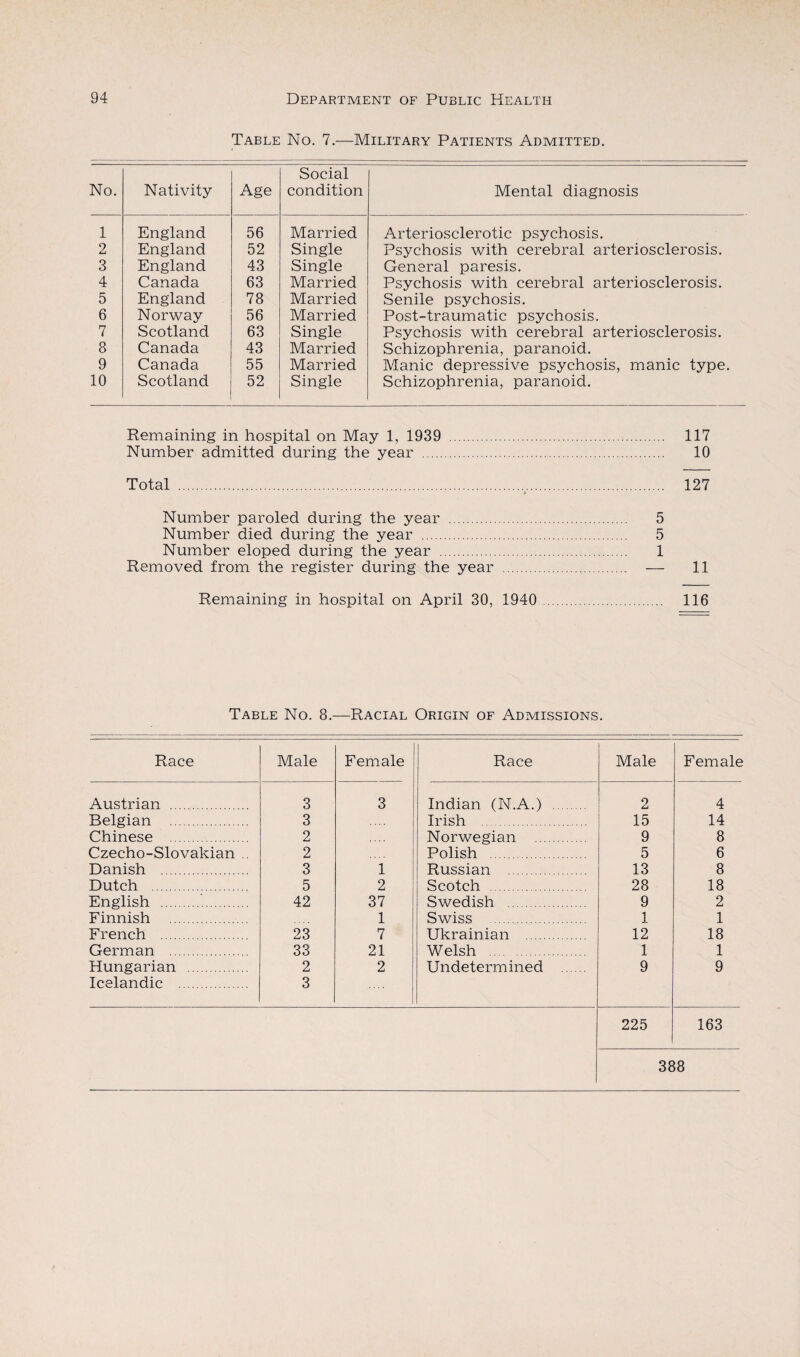 94 Department of Public Health
Table No. 7.—Military Patients Admitted.
No. Nativity Age Social condition Mental diagnosis
1 England 56 Married Arteriosclerotic psychosis.
2 England 52 Single Psychosis with cerebral arteriosclerosis.
3 England 43 Single General paresis.
4 Canada 63 Married Psychosis with cerebral arteriosclerosis.
5 England 78 Married Senile psychosis.
6 Norway 56 Married Post-traumatic psychosis.
7 Scotland 63 Single Psychosis with cerebral arteriosclerosis.
8 Canada 43 Married Schizophrenia, paranoid.
9 Canada 55 Married Manic depressive psychosis, manic type.
10 Scotland 52 Single Schizophrenia, paranoid.
Remaining in hospital on May 1, 1939 ........ 117
Number admitted during the year ........ 10
Total ........ 127
Number paroled during the year ........ 5
Number died during the year ........ 5
Number eloped during the year ........ 1
Removed from the register during the year ........ — 11
Remaining in hospital on April 30, 1940 ........ 116
Table No. 8.—Racial Origin of Admissions.
Race Male Female Race Male Female
Austrian ........ 3 3 Indian (N.A.) ........ 2 4
Belgian ........ 3 .... Irish ........ 15 14
Chinese ........ 2 .... Norwegian ........ 9 8
Czecho-Slovakian .. 2 .... Polish ........ 5 6
Danish ........ 3 1 Russian ........ 13 8
Dutch ........ 5 2 Scotch ........ 28 18
English ........ 42 37 Swedish ........ 9 2
Finnish ........ .... 1 Swiss ........ 1 1
French ........ 23 7 Ukrainian ........ 12 18
German ........ 33 21 Welsh ........ 1 1
Hungarian ........ 2 2 Undetermined ...... 9 9
Icelandic ........ 3 ....
225 163
388